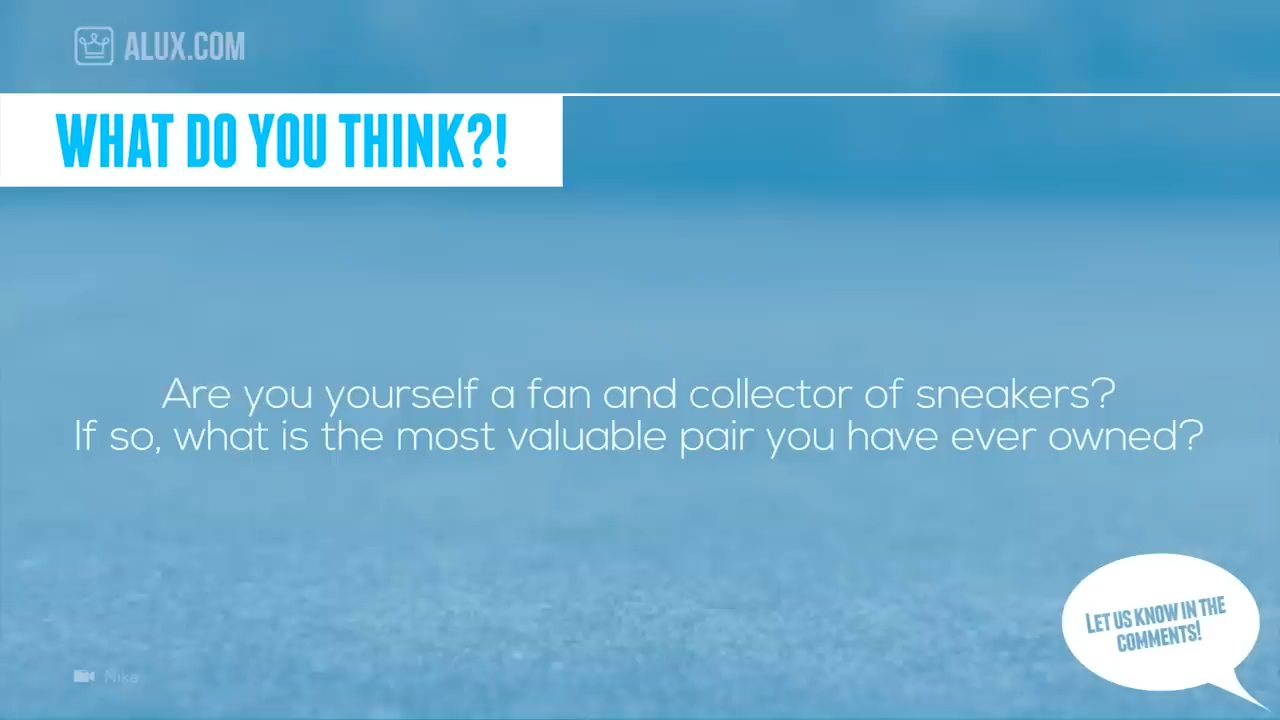 ALUX.COM
WHAT DO YOU THINK?!
Are you yourself a fan and collector of sneakers?
If so, what is the most valuable pair you have ever owned?
LET US KNOW IN THE
COMMENTS!
Nike